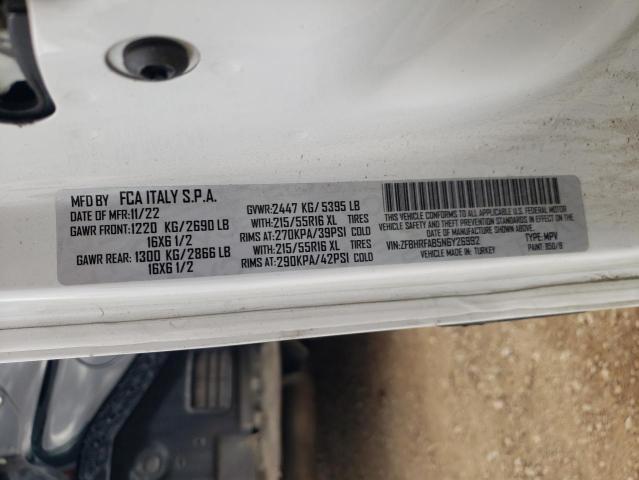 MFD BY FCA ITALY S.P.A.
DATE OF MFR:11/22
GAWR FRONT:1220 KG/2690 LB
16X6 1/2
GAWR REAR: 1300 KG/2866 LB
16X6 1/2
GVWR:2447 KG/ 5395 LB
WITH:215/55R16 XL TIRES
RIMS AT:270KPA/39PSI COLD
WITH:215/55R16 XL TIRES
RIMS AT:290KPA/42PSI COLD
THIS VEHICLE CONFORMS TO ALL APPLICABLE U.S.A. FEDERAL MOTOR
VEHICLE SAFETY, BUMPER, AND THEFT PREVENTION STANDARDS IN EFFECT ON THE
DATE OF MANUFACTURE SHOWN ABOVE.
VIN:ZFBHRFAB5N6Y26992 TYPE: MPV
VEHICLE MADE IN: TURKEY PAINT: 950/B